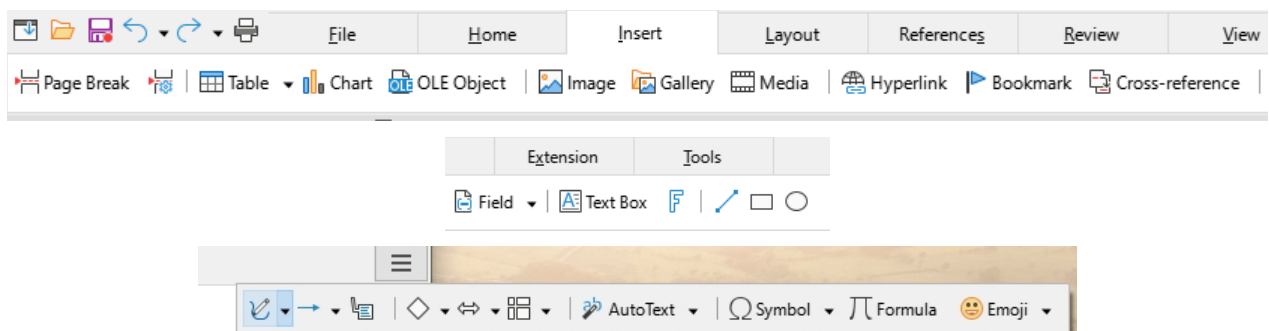 File Home Insert Layout References Review View
Page Break Table Chart OLE Object Image Gallery Media Hyperlink Bookmark Cross-reference
Extension Tools
Field Text Box
AutoText Symbol Formula Emoji